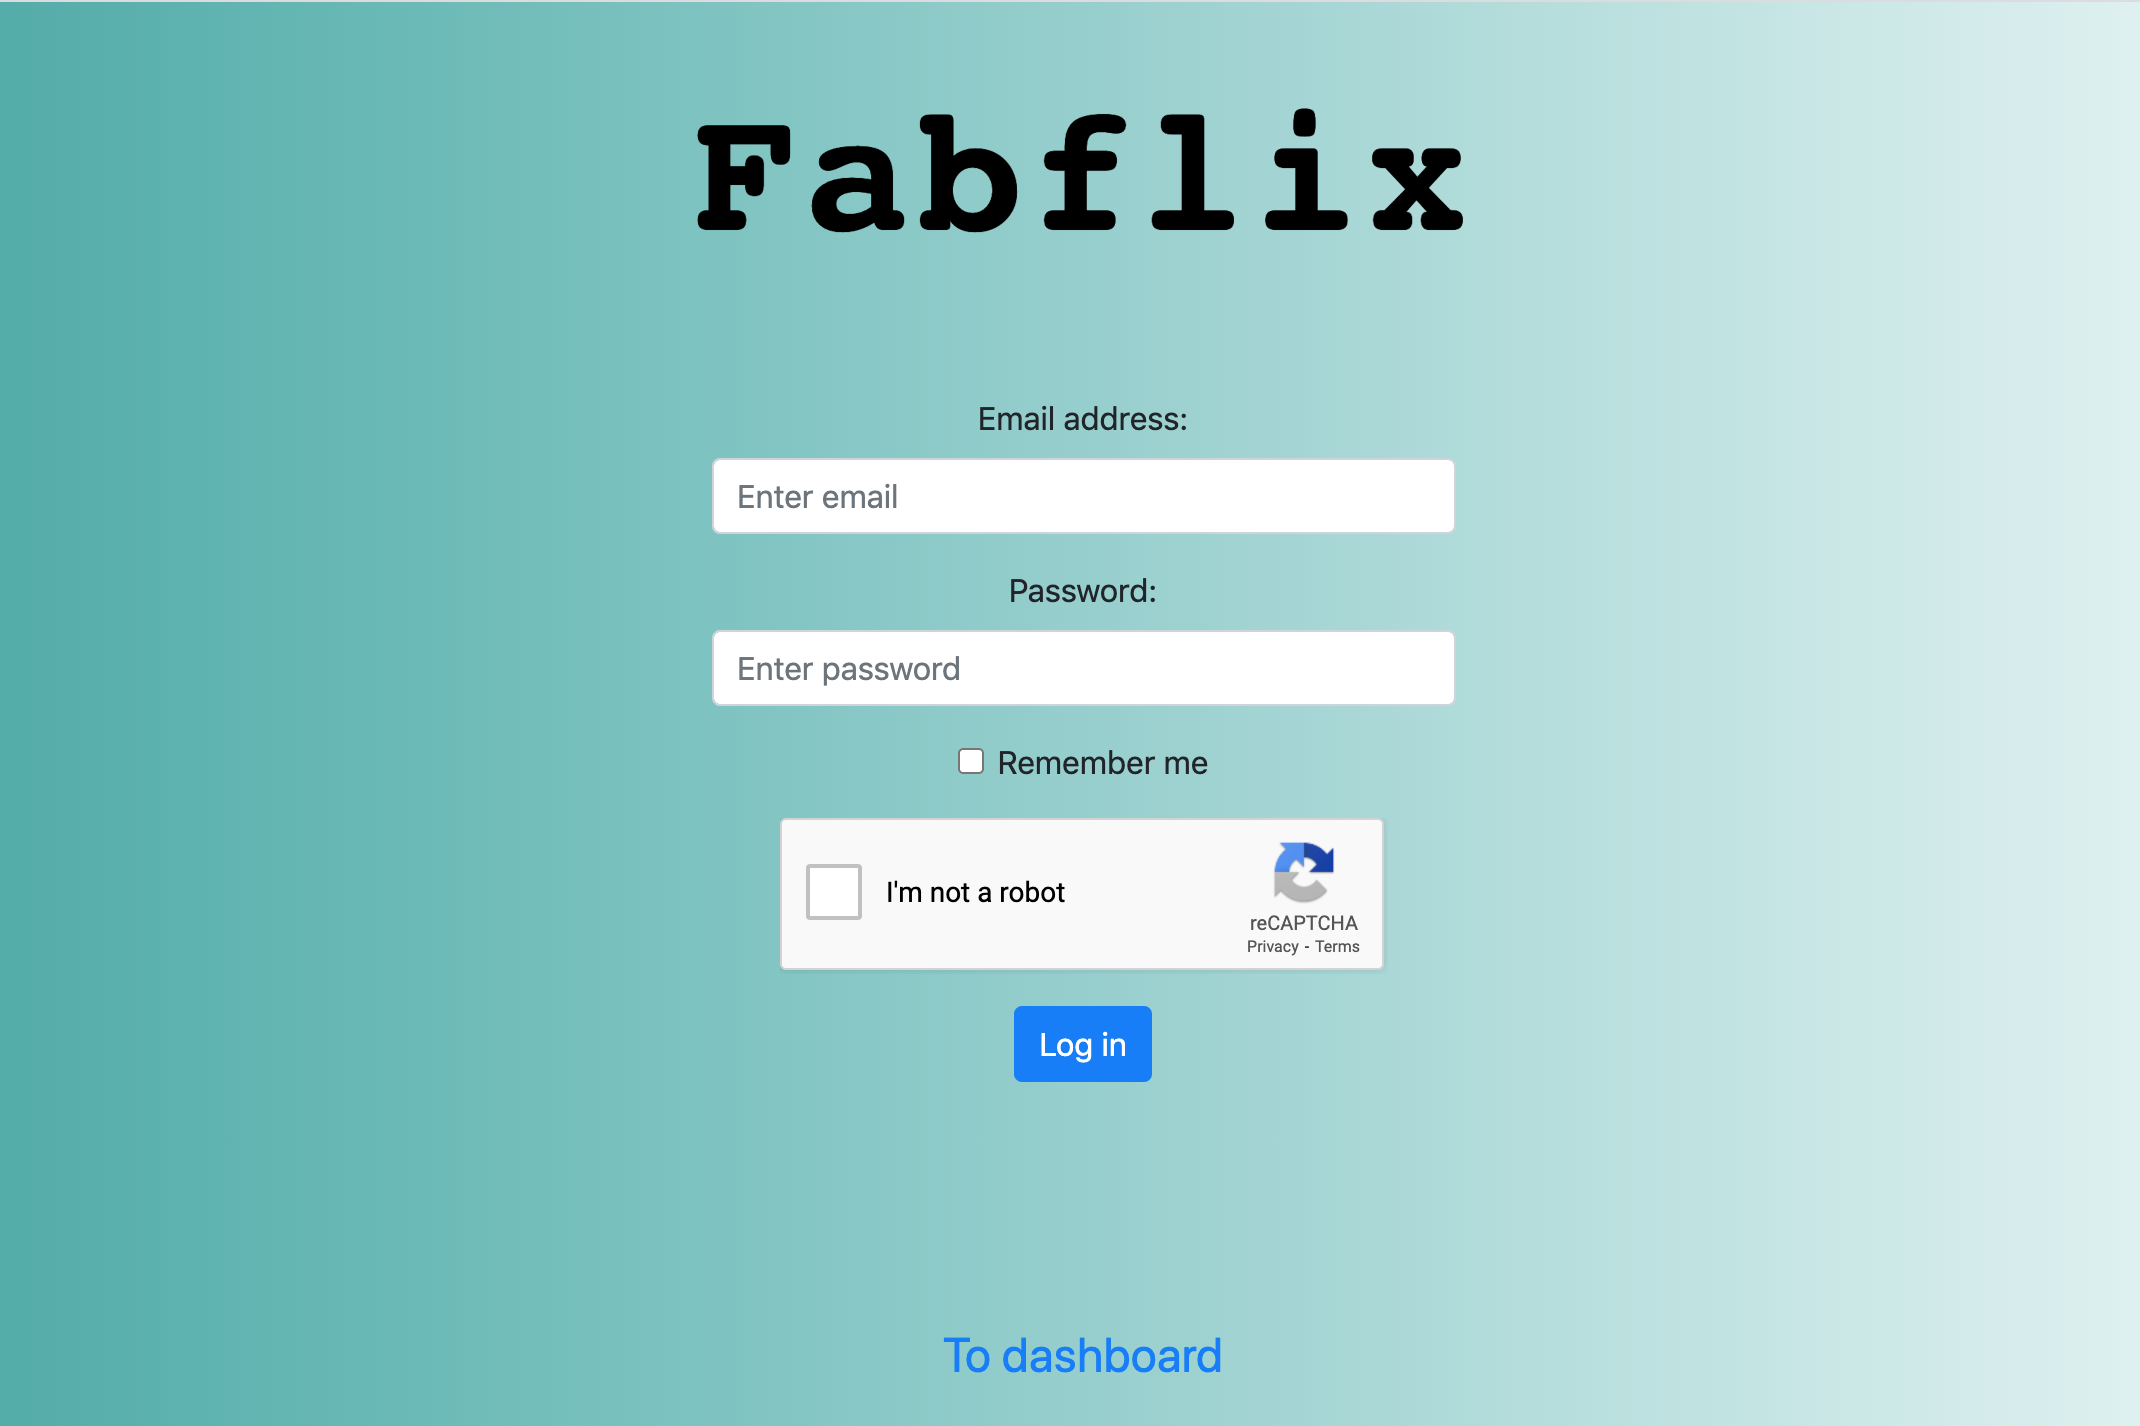 Fabflix
Email address:
Enter email
Password:
Enter password
Remember me
I'm not a robot
reCAPTCHA
Privacy - Terms
Log in
To dashboard